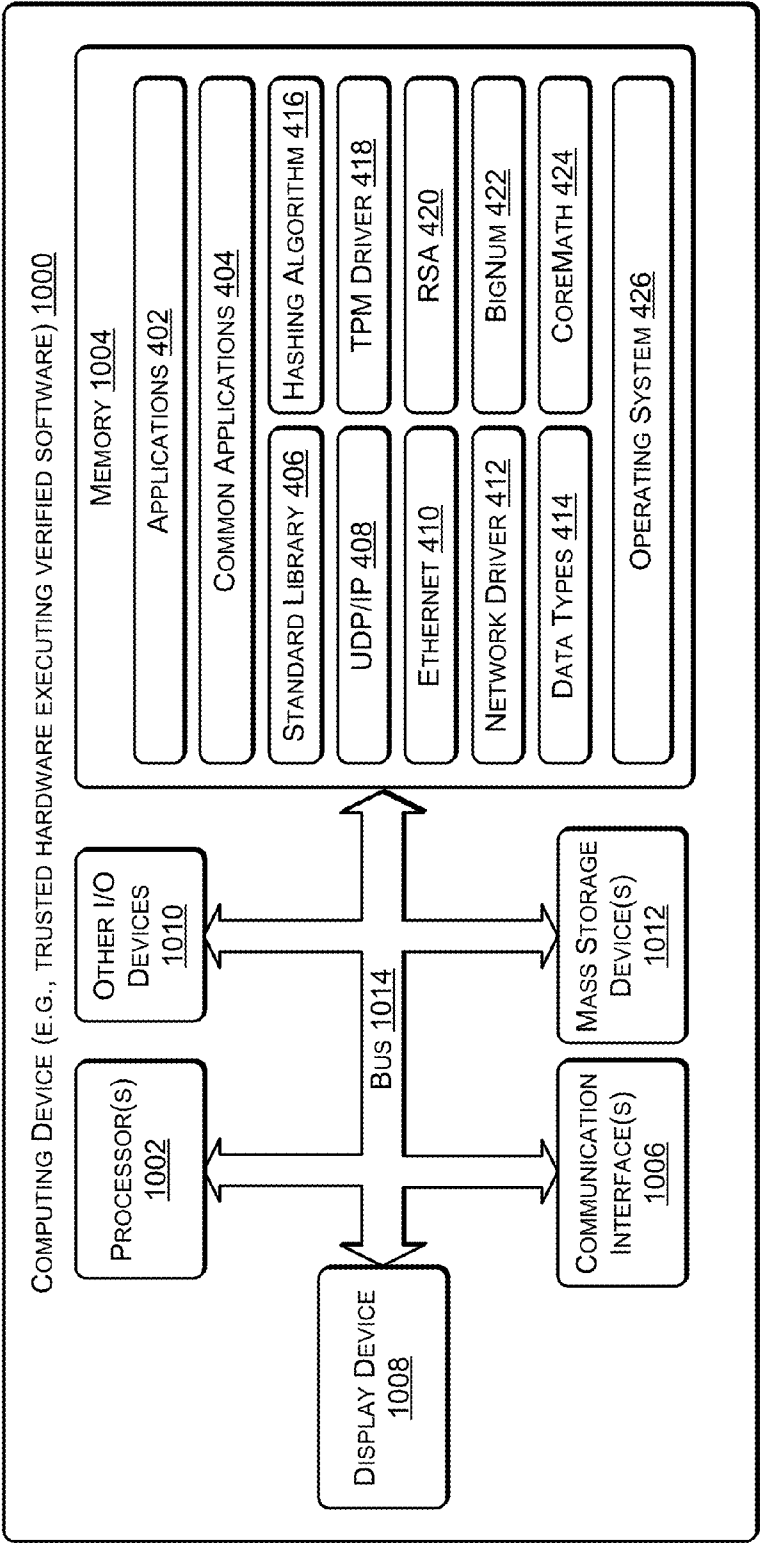 COMPUTING DEVICE (E.G., TRUSTED HARDWARE EXECUTING VERIFIED SOFTWARE) 1000
PROCESSOR(S)
1002
OTHER I/O
DEVICES
1010
DISPLAY DEVICE
1008
BUS 1014
COMMUNICATION
INTERFACE(S)
1006
MASS STORAGE
DEVICE(S)
1012
MEMORY 1004
APPLICATIONS 402
COMMON APPLICATIONS 404
STANDARD LIBRARY 406
HASHING ALGORITHM 416
UDP/IP 408
TPM DRIVER 418
ETHERNET 410
RSA 420
NETWORK DRIVER 412
BIGNUM 422
DATA TYPES 414
COREMATH 424
OPERATING SYSTEM 426